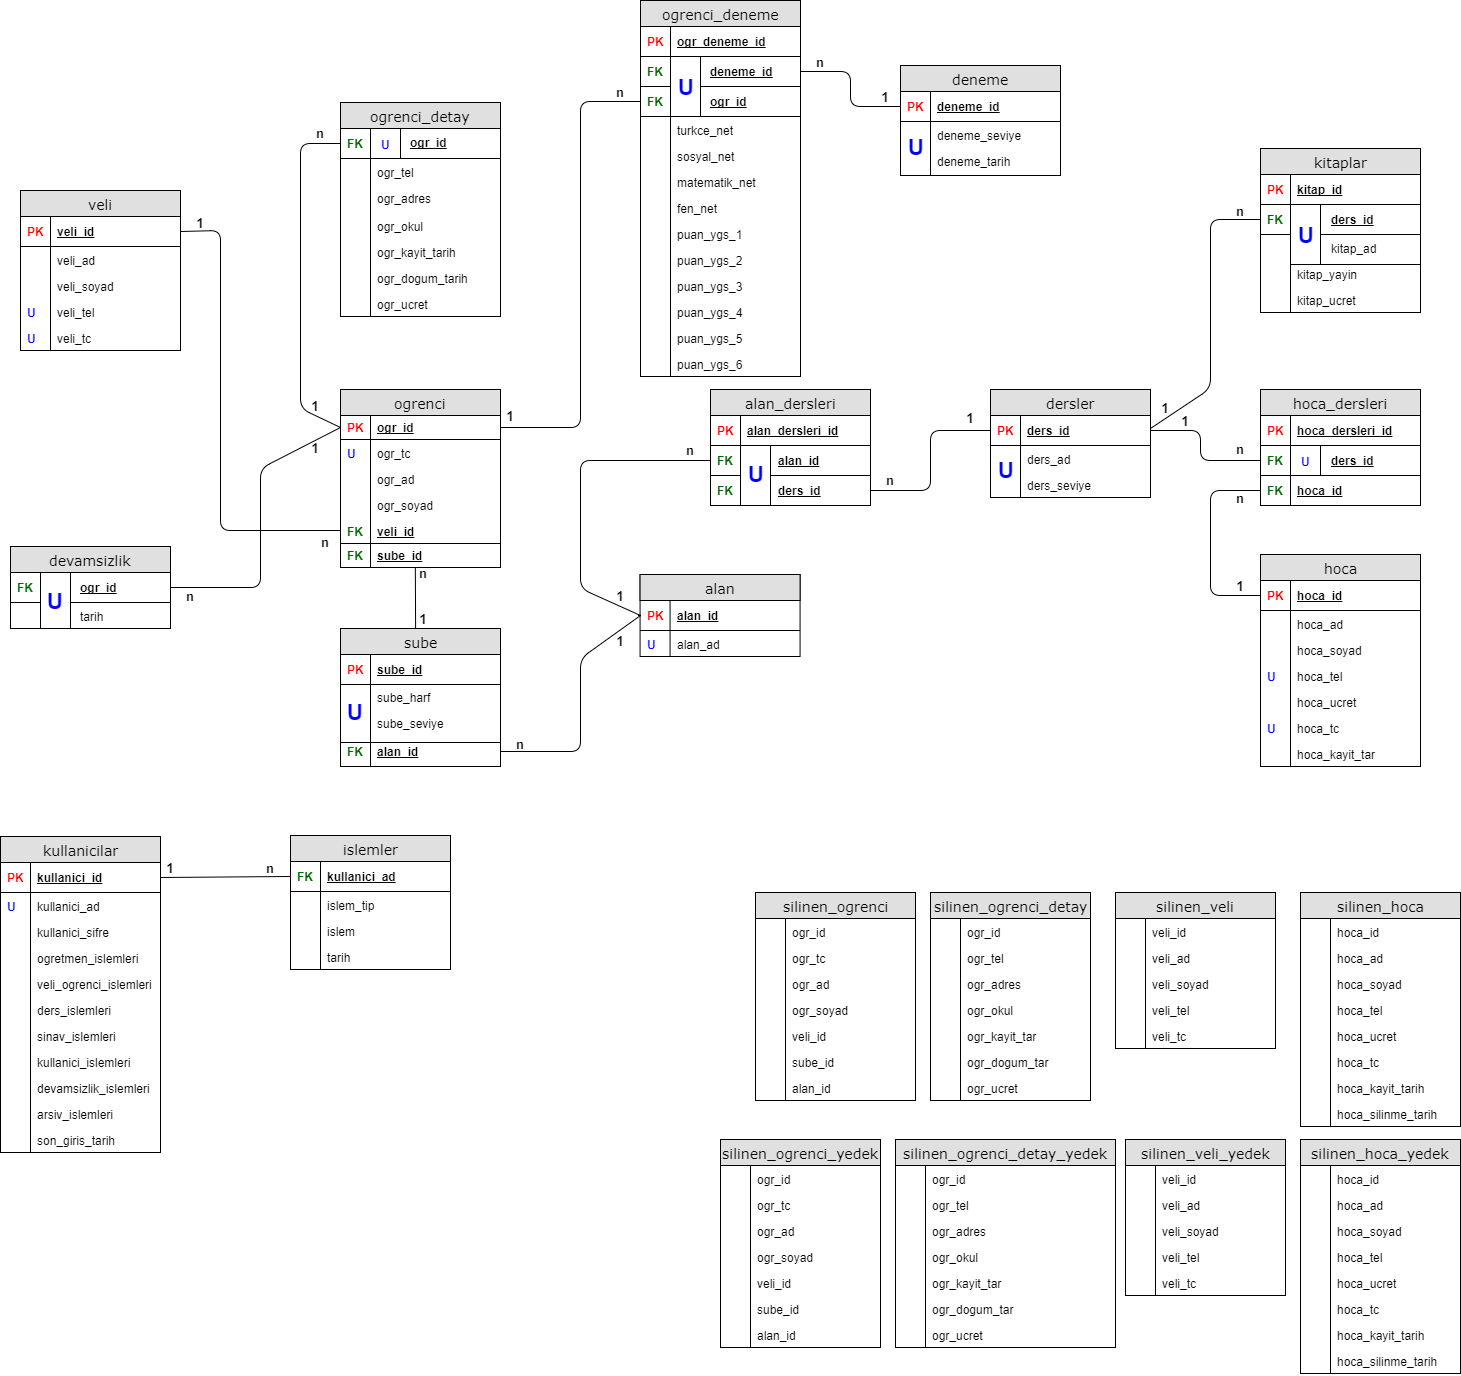 ogrenci_deneme
PK ogr_deneme_id
FK deneme_id
U
FK ogr_id
turkce_net
sosyal_net
matematik_net
fen_net
puan_ygs_1
puan_ygs_2
puan_ygs_3
puan_ygs_4
puan_ygs_5
puan_ygs_6
n
n
1
deneme
PK deneme_id
U
deneme_seviye
deneme_tarih
ogrenci_detay
FK U ogr_id
ogr_tel
ogr_adres
ogr_okul
ogr_kayit_tarih
ogr_dogum_tarih
ogr_ucret
n
1
veli
PK veli_id
veli_ad
veli_soyad
U veli_tel
U veli_tc
1
n
kitaplar
PK kitap_id
FK ders_id
U
kitap_ad
kitap_yayin
kitap_ucret
n
1
ogrenci
PK ogr_id
U ogr_tc
ogr_ad
ogr_soyad
FK veli_id
FK sube_id
1
1
n
1
alan_dersleri
PK alan_dersleri_id
FK alan_id
U
FK ders_id
n
n
1
dersler
PK ders_id
U
ders_ad
ders_seviye
1
n
hoca_dersleri
PK hoca_dersleri_id
FK U ders_id
FK hoca_id
n
1
devamsizlik
FK ogr_id
U
tarih
n
sube
PK sube_id
U
sube_harf
sube_seviye
FK alan_id
n
alan
PK alan_id
U alan_ad
1
1
hoca
PK hoca_id
hoca_ad
hoca_soyad
U hoca_tel
hoca_ucret
U hoca_tc
hoca_kayit_tar
kullanicilar
PK kullanici_id
U kullanici_ad
kullanici_sifre
ogretmen_islemleri
veli_ogrenci_islemleri
ders_islemleri
sinav_islemleri
kullanici_islemleri
devamsizlik_islemleri
arsiv_islemleri
son_giris_tarih
1
n
islemler
FK kullanici_ad
islem_tip
islem
tarih
silinen_ogrenci
ogr_id
ogr_tc
ogr_ad
ogr_soyad
veli_id
sube_id
alan_id
silinen_ogrenci_detay
ogr_id
ogr_tel
ogr_adres
ogr_okul
ogr_kayit_tar
ogr_dogum_tar
ogr_ucret
silinen_veli
veli_id
veli_ad
veli_soyad
veli_tel
veli_tc
silinen_hoca
hoca_id
hoca_ad
hoca_soyad
hoca_tel
hoca_ucret
hoca_tc
hoca_kayit_tarih
hoca_silinme_tarih
silinen_ogrenci_yedek
ogr_id
ogr_tc
ogr_ad
ogr_soyad
veli_id
sube_id
alan_id
silinen_ogrenci_detay_yedek
ogr_id
ogr_tel
ogr_adres
ogr_okul
ogr_kayit_tar
ogr_dogum_tar
ogr_ucret
silinen_veli_yedek
veli_id
veli_ad
veli_soyad
veli_tel
veli_tc
silinen_hoca_yedek
hoca_id
hoca_ad
hoca_soyad
hoca_tel
hoca_ucret
hoca_tc
hoca_kayit_tarih
hoca_silinme_tarih